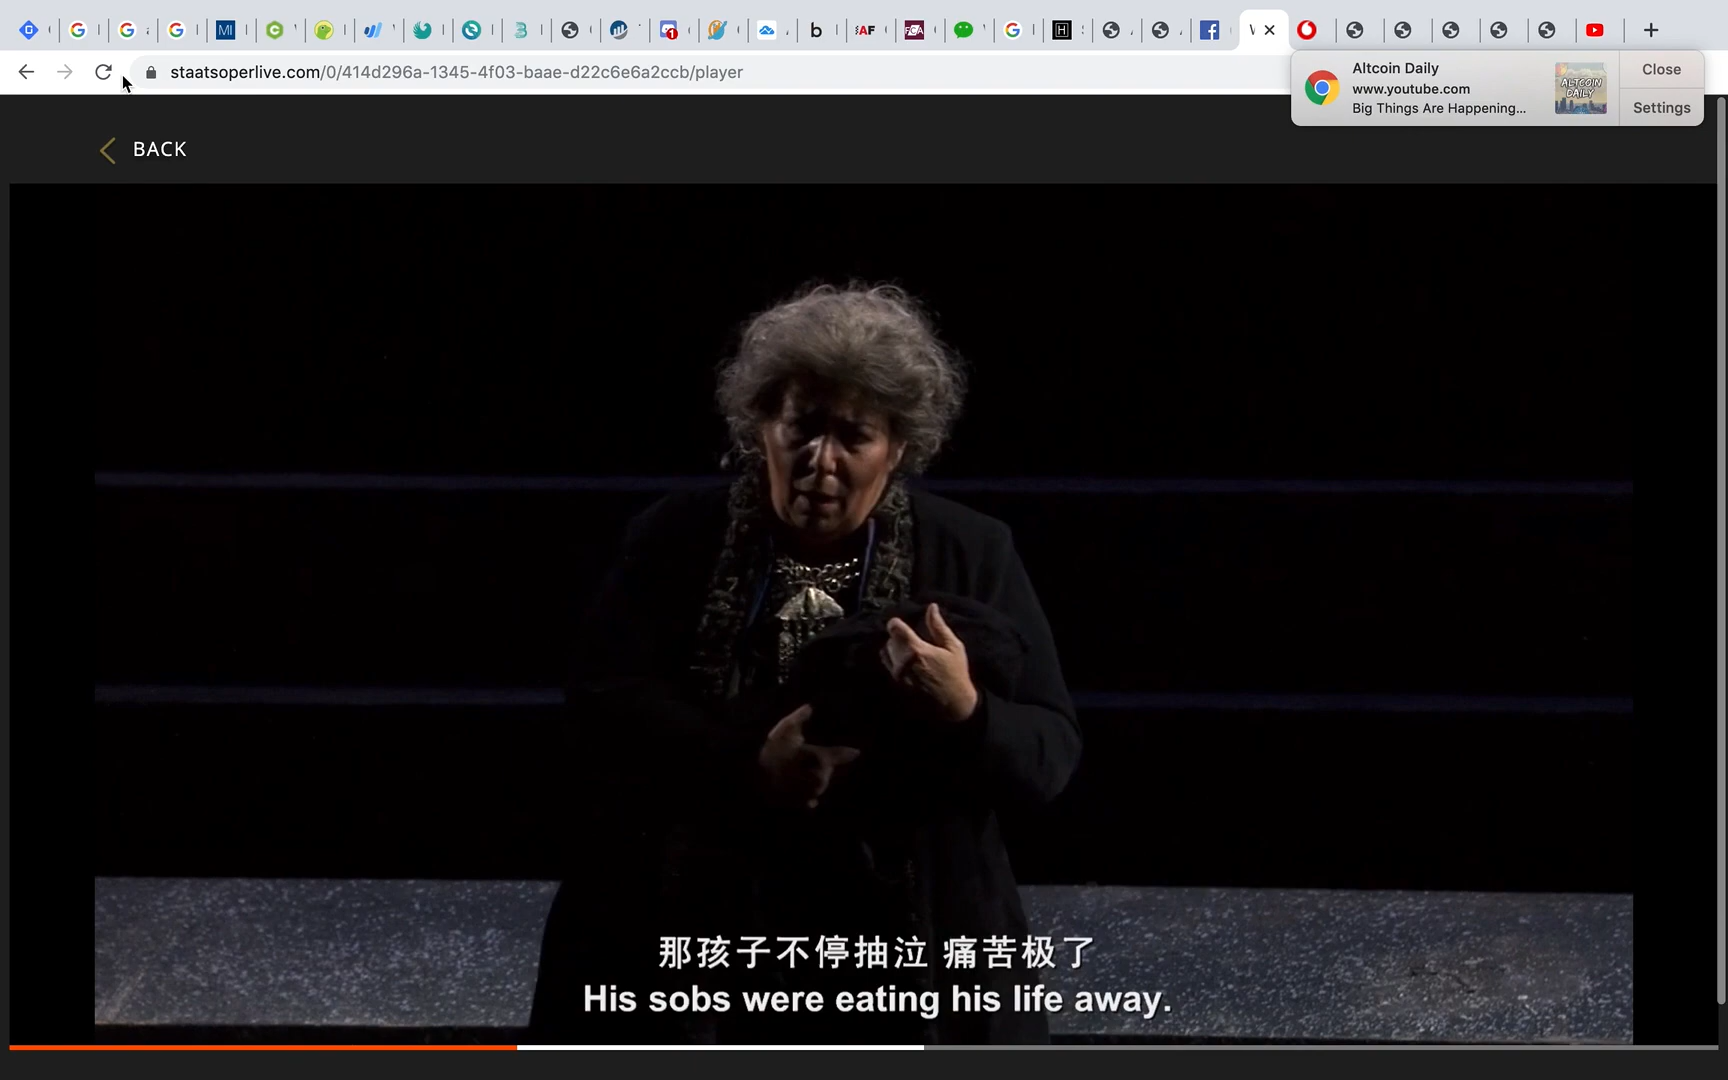 staatsoperlive.com/0/414d296a-1345-4f03-baae-d22c6e6a2ccb/player
Altcoin Daily
www.youtube.com
Big Things Are Happening...
ALTCOIN
DAILY
Close
Settings
BACK
那孩子不停抽泣 痛苦极了
His sobs were eating his life away.